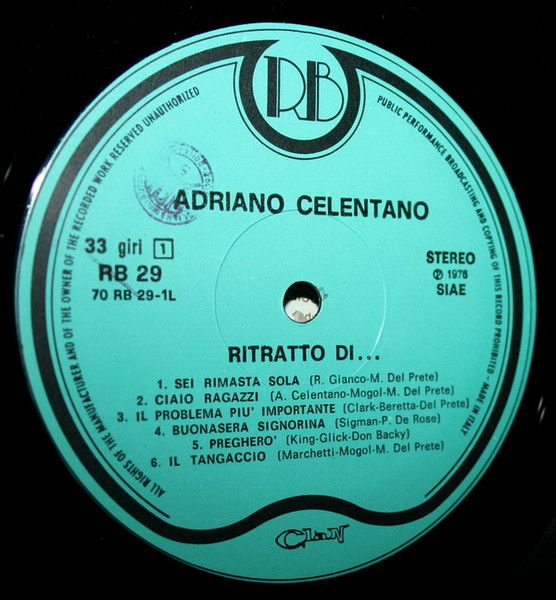 RB
ALL RIGHTS OF THE MANUFACTURER AND OF THE OWNER OF THE RECORDED WORK RESERVED UNAUTHORIZED
PUBLIC PERFORMANCE BROADCASTING AND COPYING OF THIS RECORD PROHIBITED - MADE IN ITALY
ADRIANO CELENTANO
33 giri 1
RB 29
70 RB 29-1L
STEREO
℗ 1976
SIAE
RITRATTO DI...
1. SEI RIMASTA SOLA (R. Gianco-M. Del Prete)
2. CIAIO RAGAZZI (A. Celentano-Mogol-M. Del Prete)
3. IL PROBLEMA PIU' IMPORTANTE (Clark-Beretta-Del Prete)
4. BUONASERA SIGNORINA (Sigman-P. De Rose)
5. PREGHERO' (King-Glick-Don Backy)
6. IL TANGACCIO (Marchetti-Mogol-M. Del Prete)
Clan